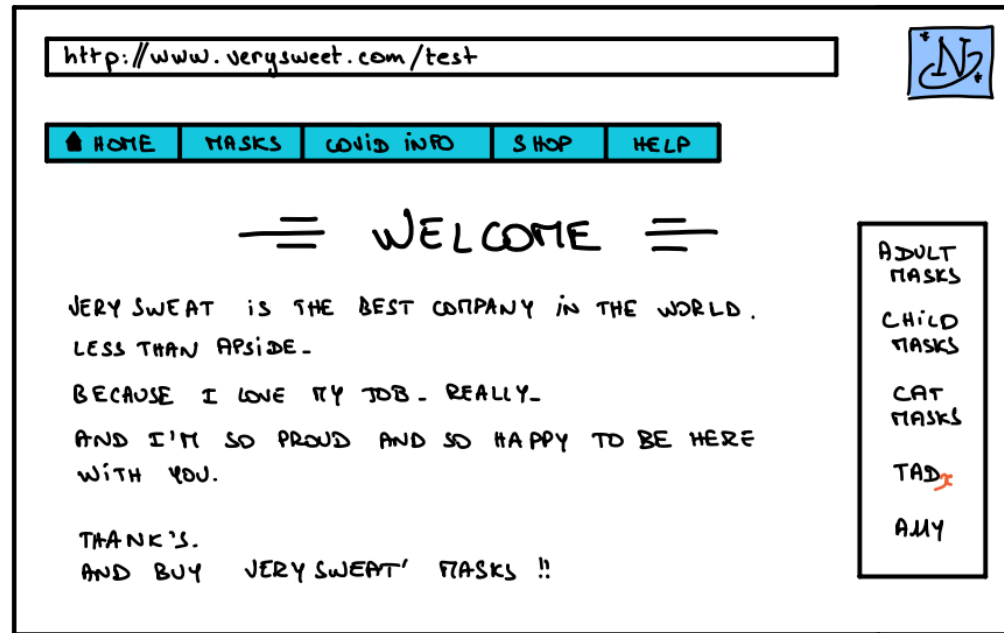 http://www.verysweet.com/test
N
HOME MASKS COVID INFO SHOP HELP
WELCOME
VERY SWEAT IS THE BEST COMPANY IN THE WORLD.
LESS THAN APSIDE.
BECAUSE I LOVE MY JOB. REALLY.
AND I'M SO PROUD AND SO HAPPY TO BE HERE
WITH YOU.
THANK'S.
AND BUY VERY SWEAT' MASKS !!
ADULT
MASKS
CHILD
MASKS
CAT
MASKS
TADx
AMY